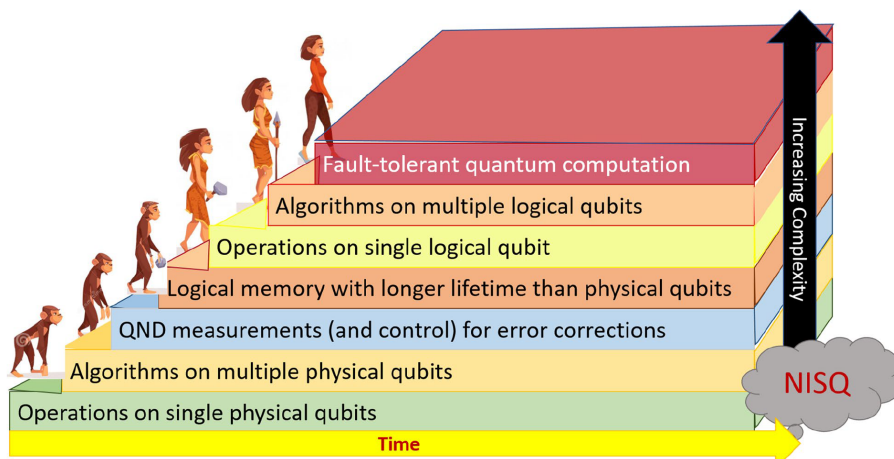 Fault-tolerant quantum computation
Algorithms on multiple logical qubits
Operations on single logical qubit
Logical memory with longer lifetime than physical qubits
QND measurements (and control) for error corrections
Algorithms on multiple physical qubits
Operations on single physical qubits
Increasing Complexity
NISQ
Time